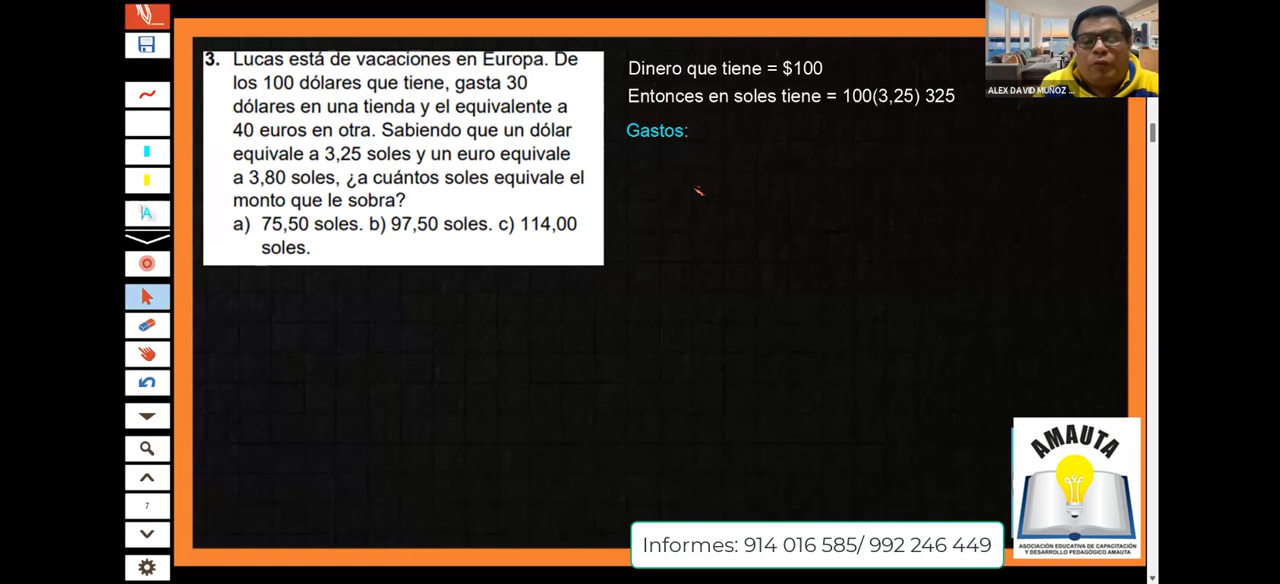 3. Lucas está de vacaciones en Europa. De
los 100 dólares que tiene, gasta 30
dólares en una tienda y el equivalente a
40 euros en otra. Sabiendo que un dólar
equivale a 3,25 soles y un euro equivale
a 3,80 soles, ¿a cuántos soles equivale el
monto que le sobra?
a) 75,50 soles. b) 97,50 soles. c) 114,00
soles.
Dinero que tiene = $100
Entonces en soles tiene = 100(3,25) 325
Gastos:
ALEX DAVID MUÑOZ ...
A
7
AMAUTA
ASOCIACIÓN EDUCATIVA DE CAPACITACIÓN
Y DESARROLLO PEDAGÓGICO AMAUTA
Informes: 914 016 585/ 992 246 449